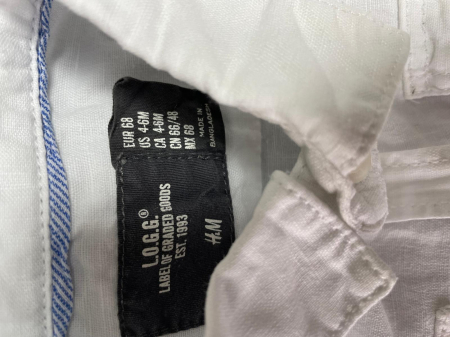 EUR 68
US 4-6M
CA 4-6M
CN 66/48
MX 68
MADE IN
BANGLADESH
L.O.G.G.®
LABEL OF GRADED GOODS
EST. 1993
H&M